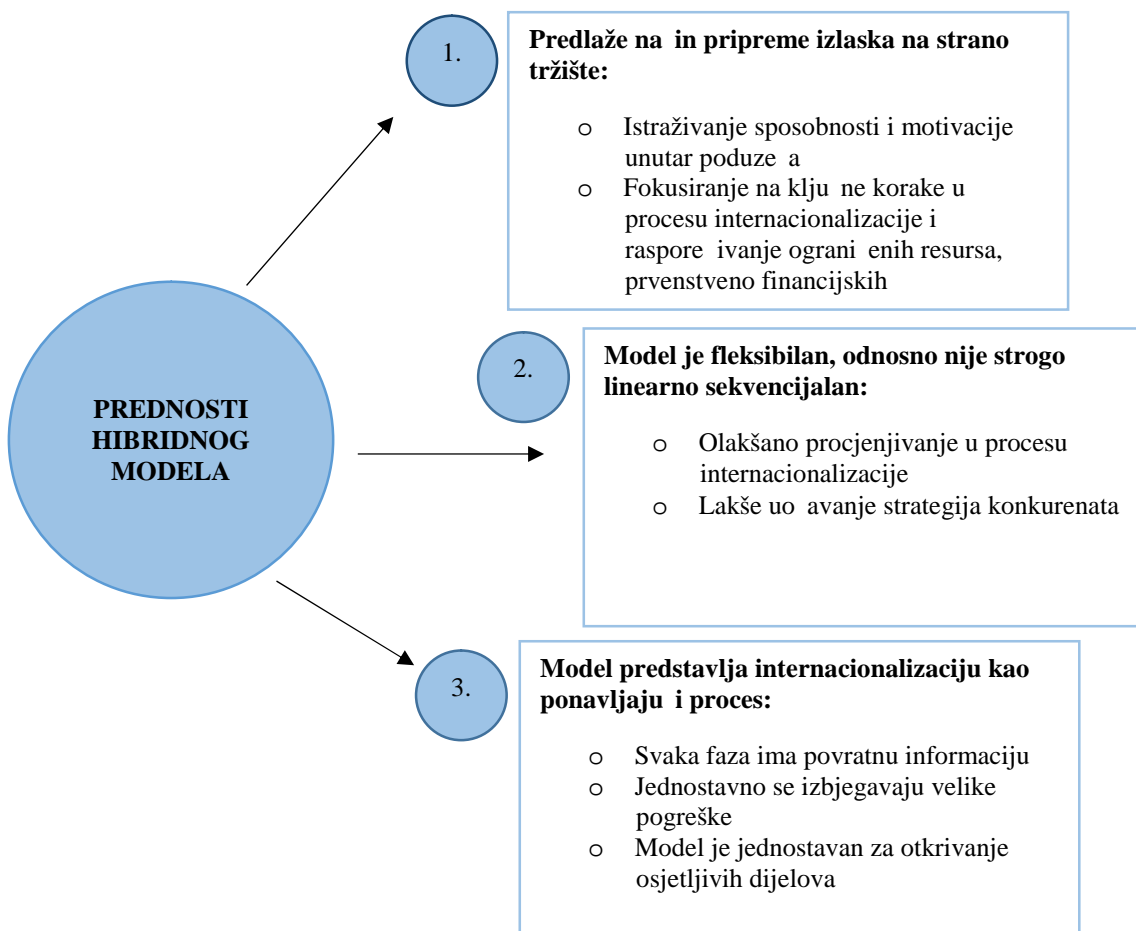 1.
Predlaže na in pripreme izlaska na strano
tržište:
o Istraživanje sposobnosti i motivacije
unutar poduze a
o Fokusiranje na klju ne korake u
procesu internacionalizacije i
raspore ivanje ograni enih resursa,
prvenstveno financijskih
PREDNOSTI
HIBRIDNOG
MODELA
2.
Model je fleksibilan, odnosno nije strogo
linearno sekvencijalan:
o Olakšano procjenjivanje u procesu
internacionalizacije
o Lakše uo avanje strategija konkurenata
3.
Model predstavlja internacionalizaciju kao
ponavljaju i proces:
o Svaka faza ima povratnu informaciju
o Jednostavno se izbjegavaju velike
pogreške
o Model je jednostavan za otkrivanje
osjetljivih dijelova